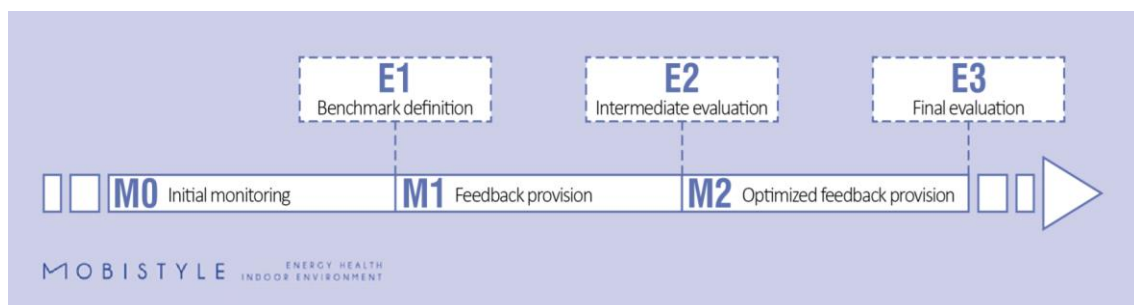 E1
Benchmark definition
E2
Intermediate evaluation
E3
Final evaluation
M0 Initial monitoring
M1 Feedback provision
M2 Optimized feedback provision
MOBISTYLE
ENERGY HEALTH
INDOOR ENVIRONMENT